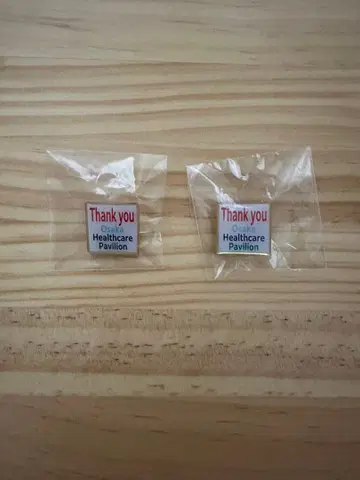 Thank you
Osaka
Healthcare
Pavilion
Thank you
Osaka
Healthcare
Pavilion